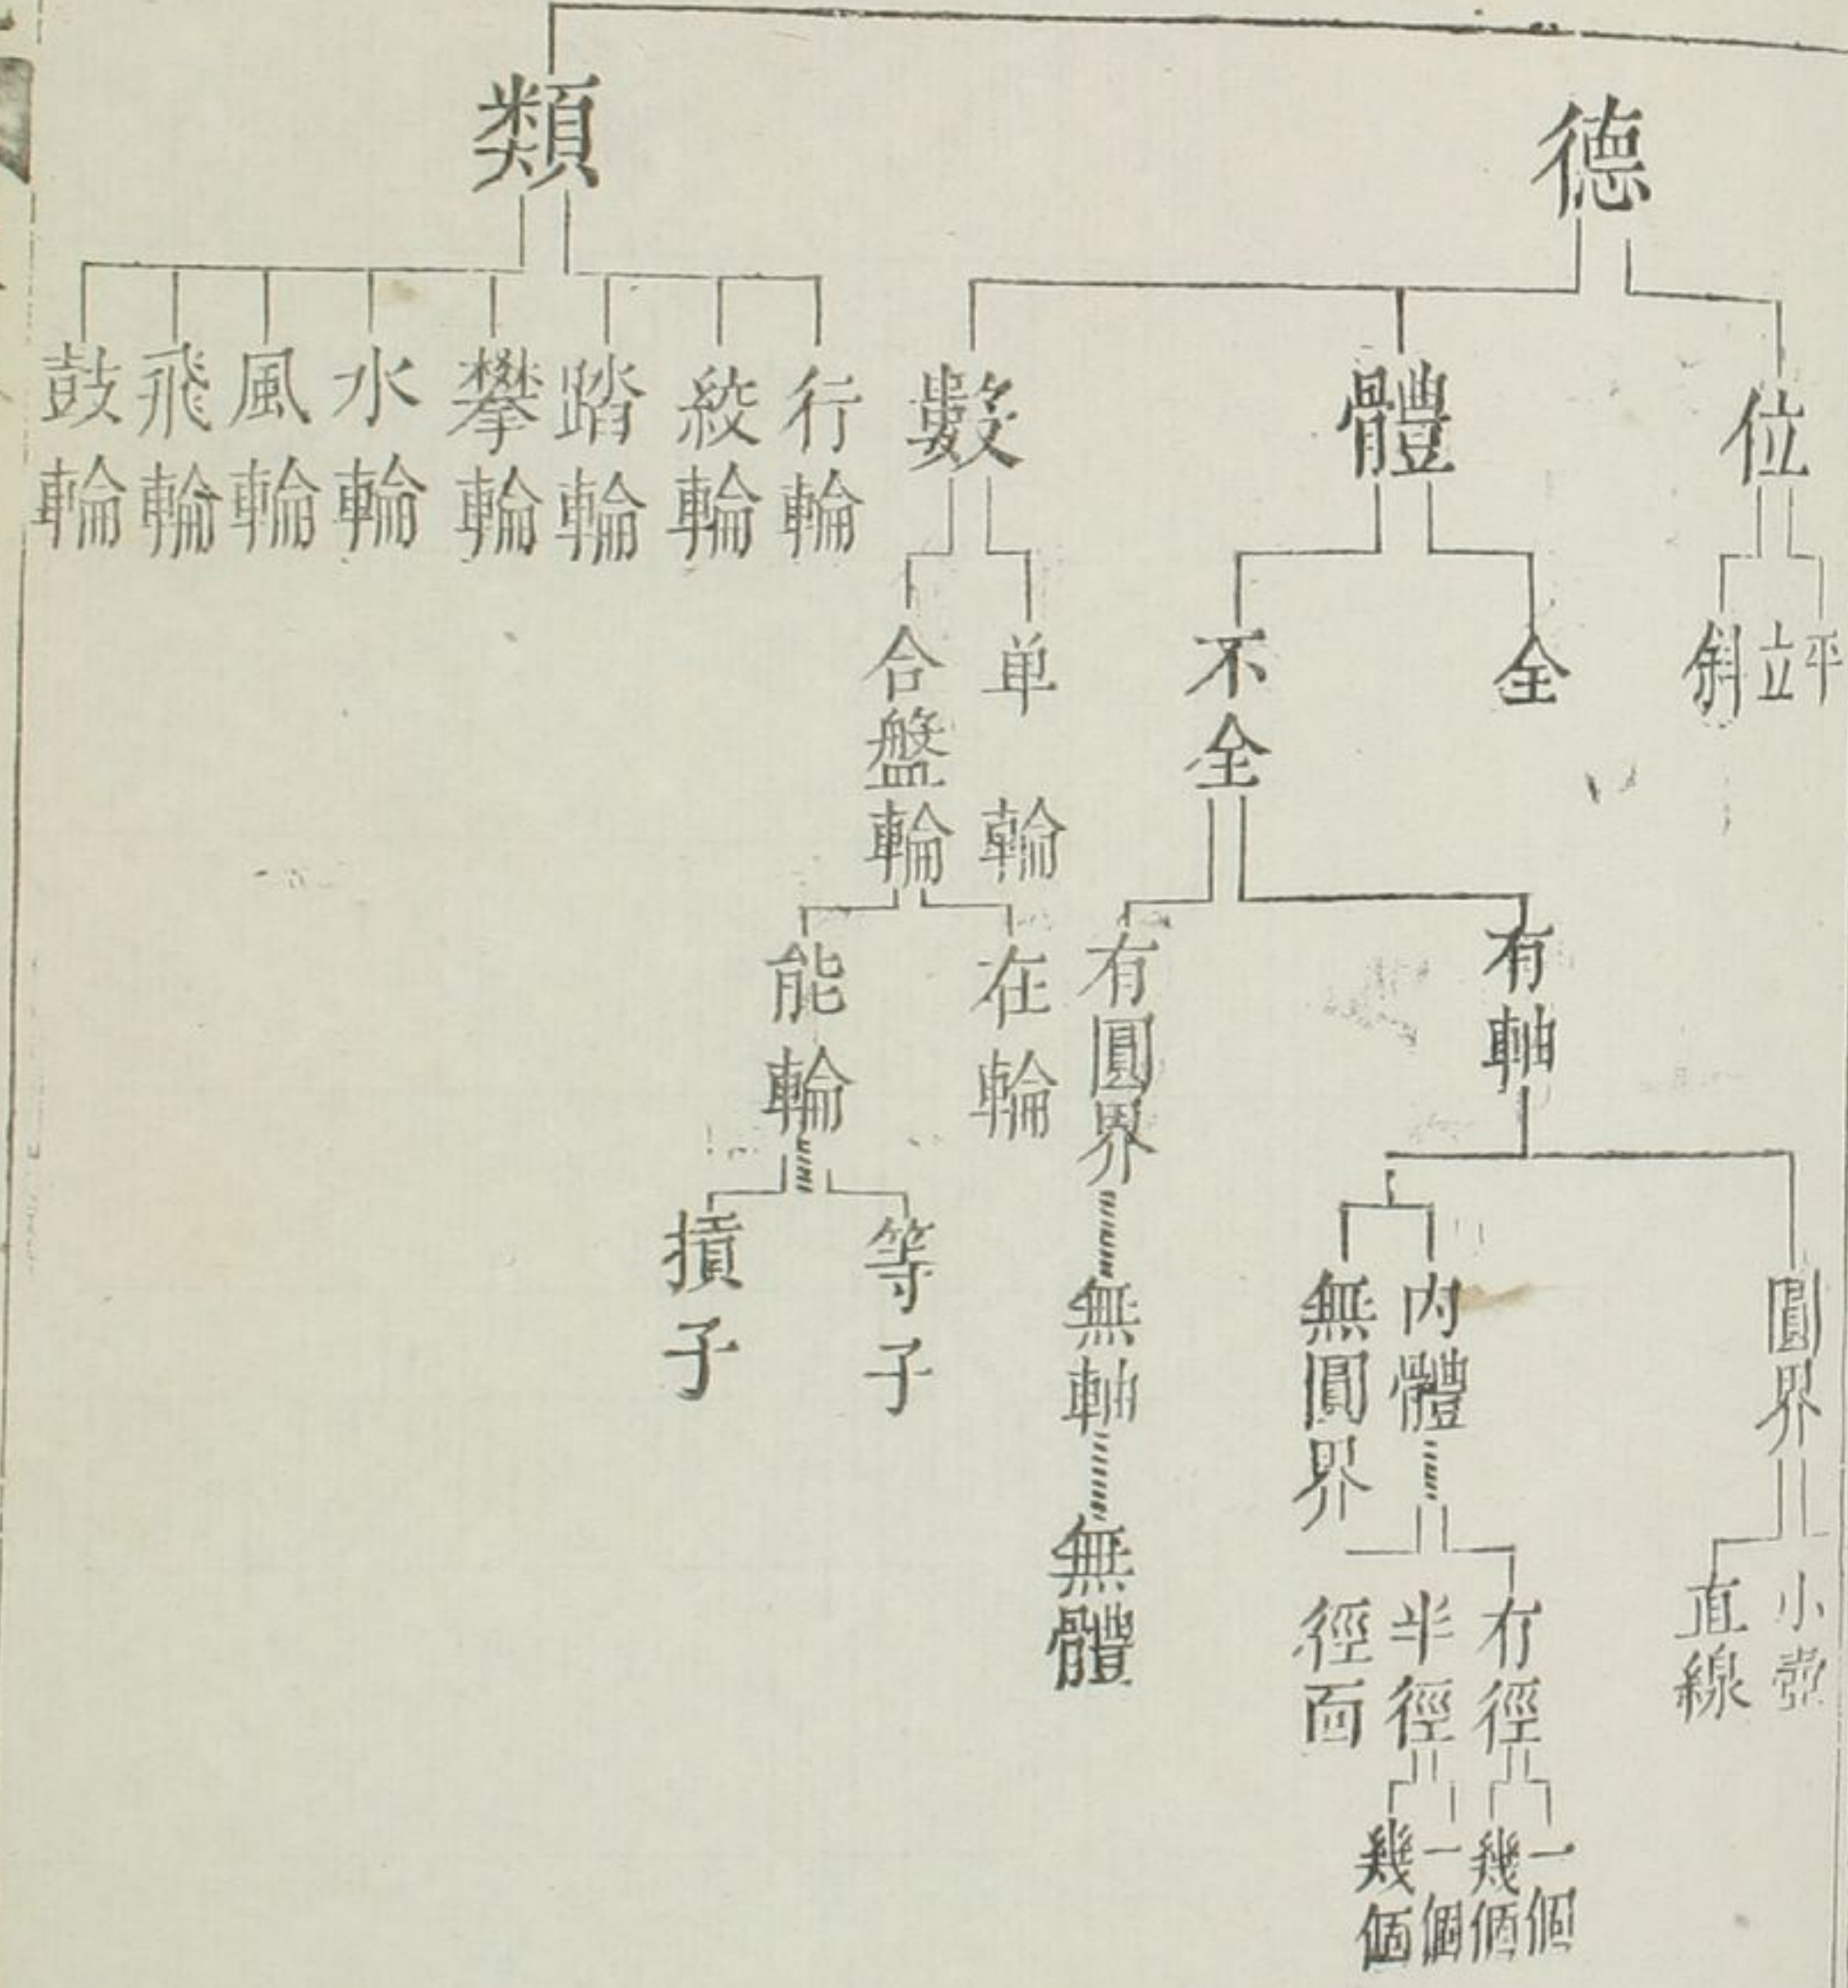 德
位
平
立
斜
體
全
不全
有軸
圓界
小壺
直線
內體
有徑
一個
幾個
半徑
一個
幾個
徑面
無圓界
有圓界
無軸
無體
數
单輪
合盤輪
在輪
能輪
等子
摃子
類
行輪
絞輪
踏輪
攀輪
水輪
風輪
飛輪
鼓輪